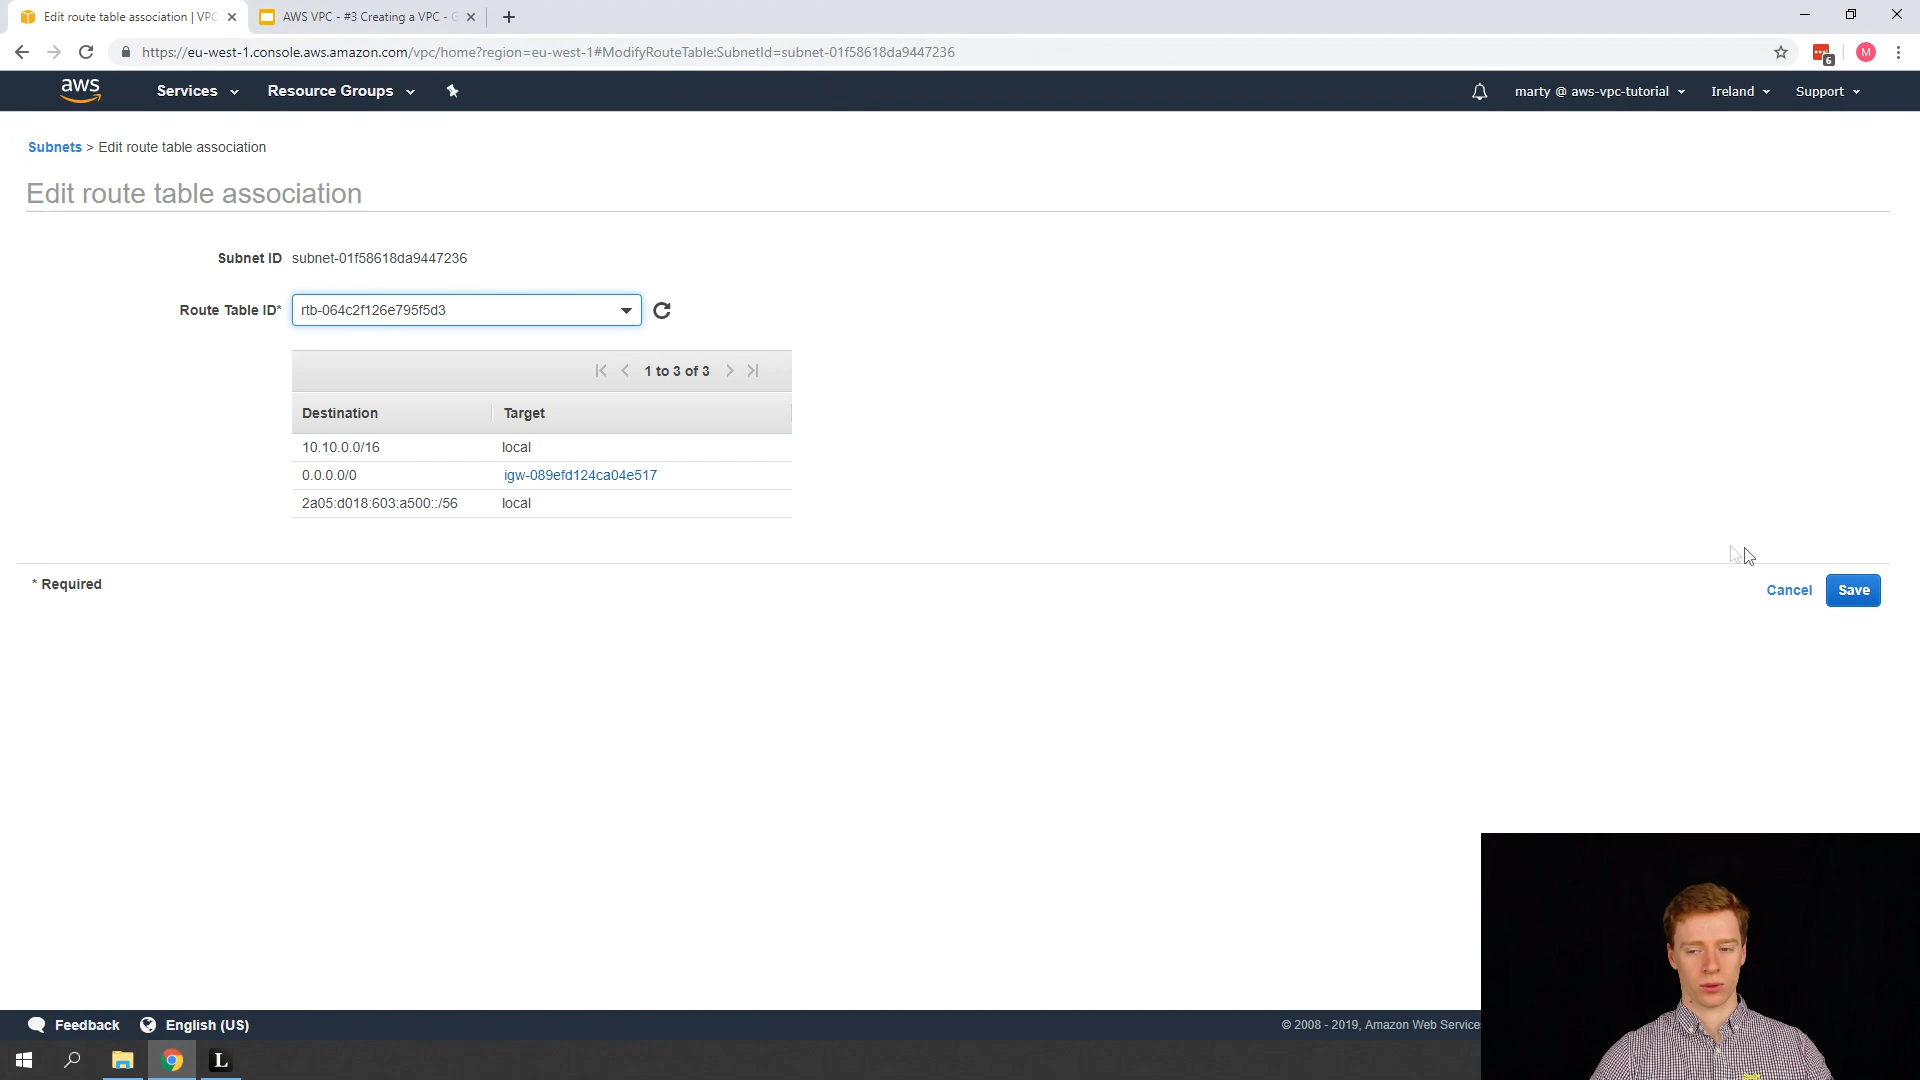 Edit route table association | VPC
AWS VPC - #3 Creating a VPC - G
https://eu-west-1.console.aws.amazon.com/vpc/home?region=eu-west-1#ModifyRouteTable:SubnetId=subnet-01f58618da9447236
6
M
aws
Services
Resource Groups
marty @ aws-vpc-tutorial
Ireland
Support
Subnets > Edit route table association
Edit route table association
Subnet ID subnet-01f58618da9447236
Route Table ID* rtb-064c2f126e795f5d3
1 to 3 of 3
Destination Target
10.10.0.0/16 local
0.0.0.0/0 igw-089efd124ca04e517
2a05:d018:603:a500::/56 local
* Required
Cancel
Save
Feedback
English (US)
© 2008 - 2019, Amazon Web Service
L